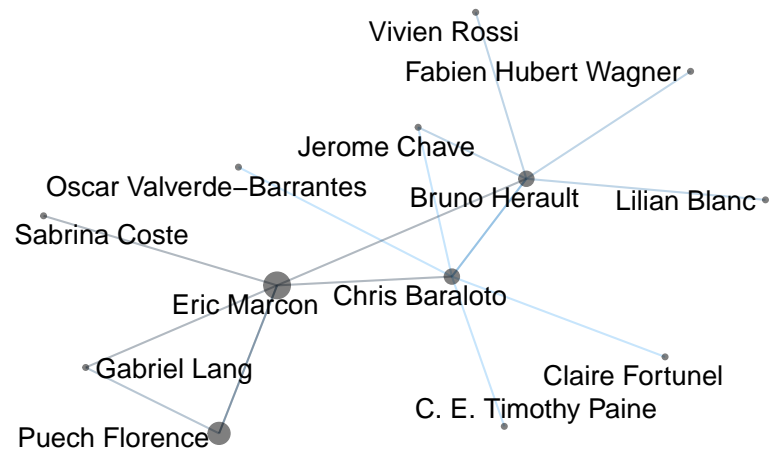 Vivien Rossi
Fabien Hubert Wagner
Jerome Chave
Oscar Valverde−Barrantes
Bruno Herault
Lilian Blanc
Sabrina Coste
Eric Marcon
Chris Baraloto
Gabriel Lang
Claire Fortunel
C. E. Timothy Paine
Puech Florence